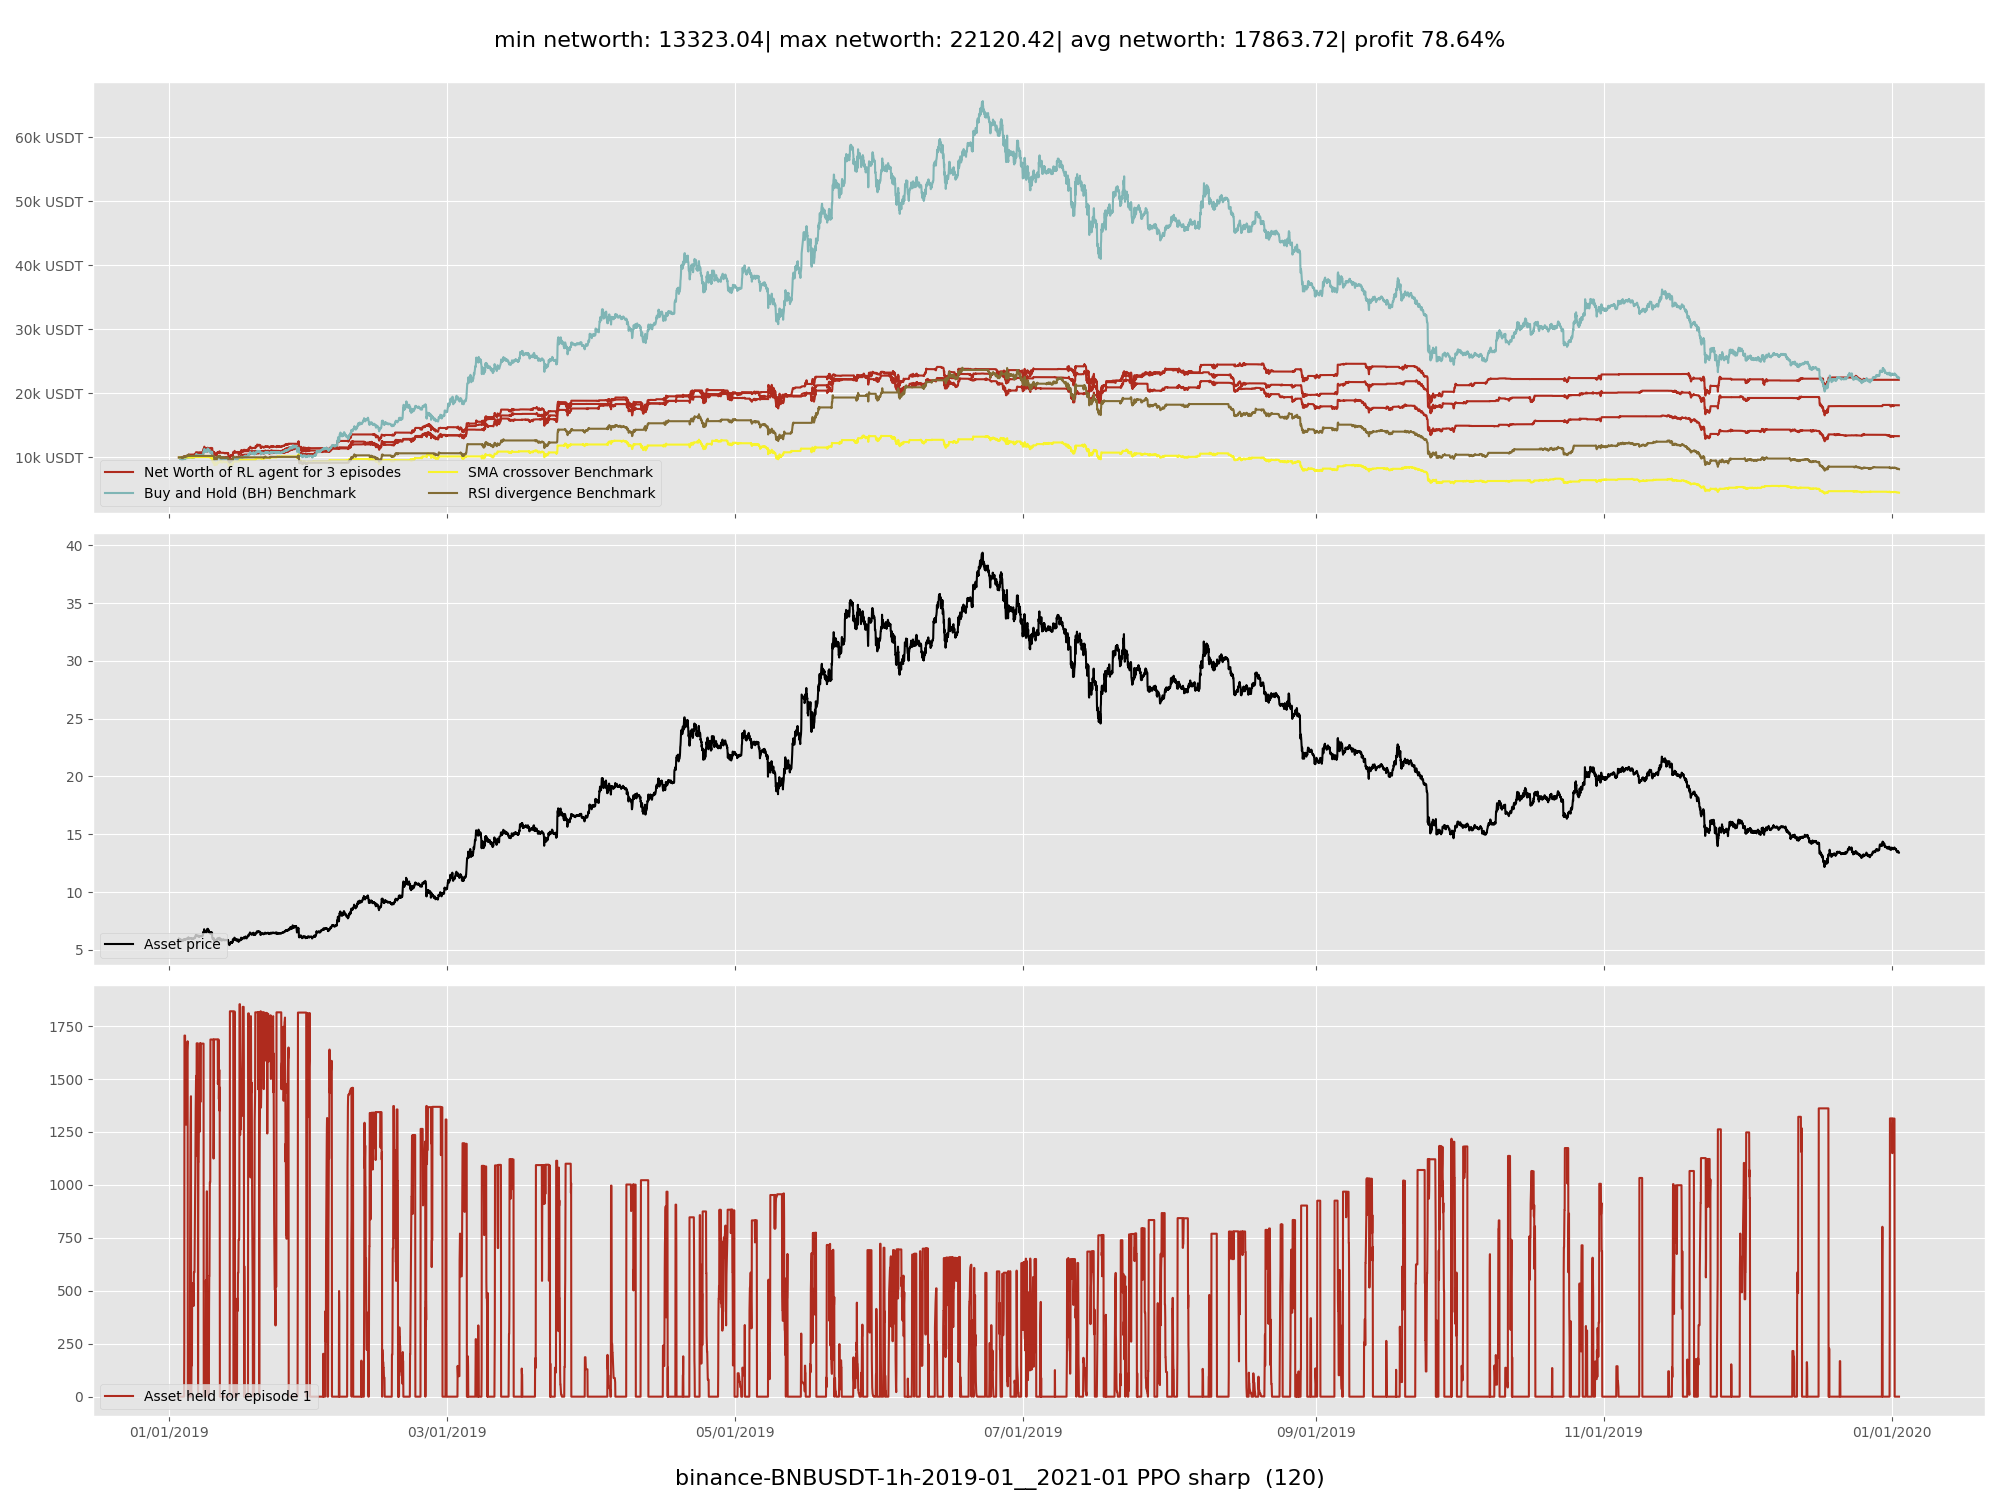 min networth: 13323.04| max networth: 22120.42| avg networth: 17863.72| profit 78.64%
60k USDT
50k USDT
40k USDT
30k USDT
20k USDT
10k USDT
Net Worth of RL agent for 3 episodes
Buy and Hold (BH) Benchmark
SMA crossover Benchmark
RSI divergence Benchmark
40
35
30
25
20
15
10
5
Asset price
1750
1500
1250
1000
750
500
250
0
Asset held for episode 1
01/01/2019
03/01/2019
05/01/2019
07/01/2019
09/01/2019
11/01/2019
01/01/2020
binance-BNBUSDT-1h-2019-01__2021-01 PPO sharp  (120)